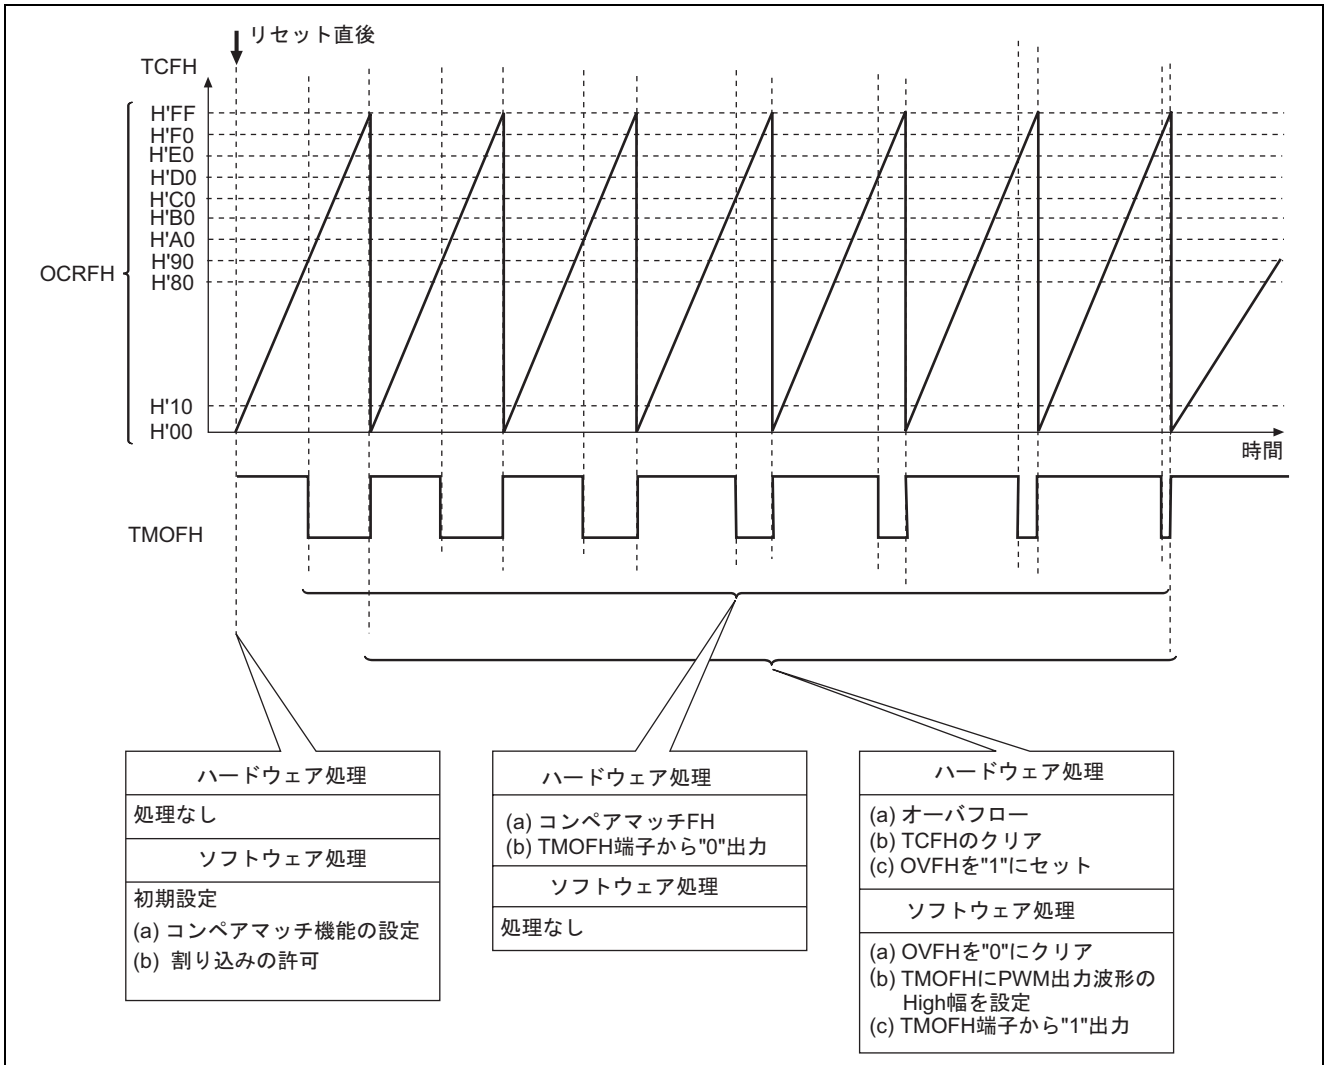 リセット直後
TCFH
H'FF
H'F0
H'E0
H'D0
H'C0
H'B0
H'A0
H'90
H'80
H'10
H'00
OCRFH
時間
TMOFH
ハードウェア処理
処理なし
ソフトウェア処理
初期設定
(a) コンペアマッチ機能の設定
(b) 割り込みの許可
ハードウェア処理
(a) コンペアマッチFH
(b) TMOFH端子から"0"出力
ソフトウェア処理
処理なし
ハードウェア処理
(a) オーバフロー
(b) TCFHのクリア
(c) OVFHを"1"にセット
ソフトウェア処理
(a) OVFHを"0"にクリア
(b) TMOFHにPWM出力波形の
High幅を設定
(c) TMOFH端子から"1"出力